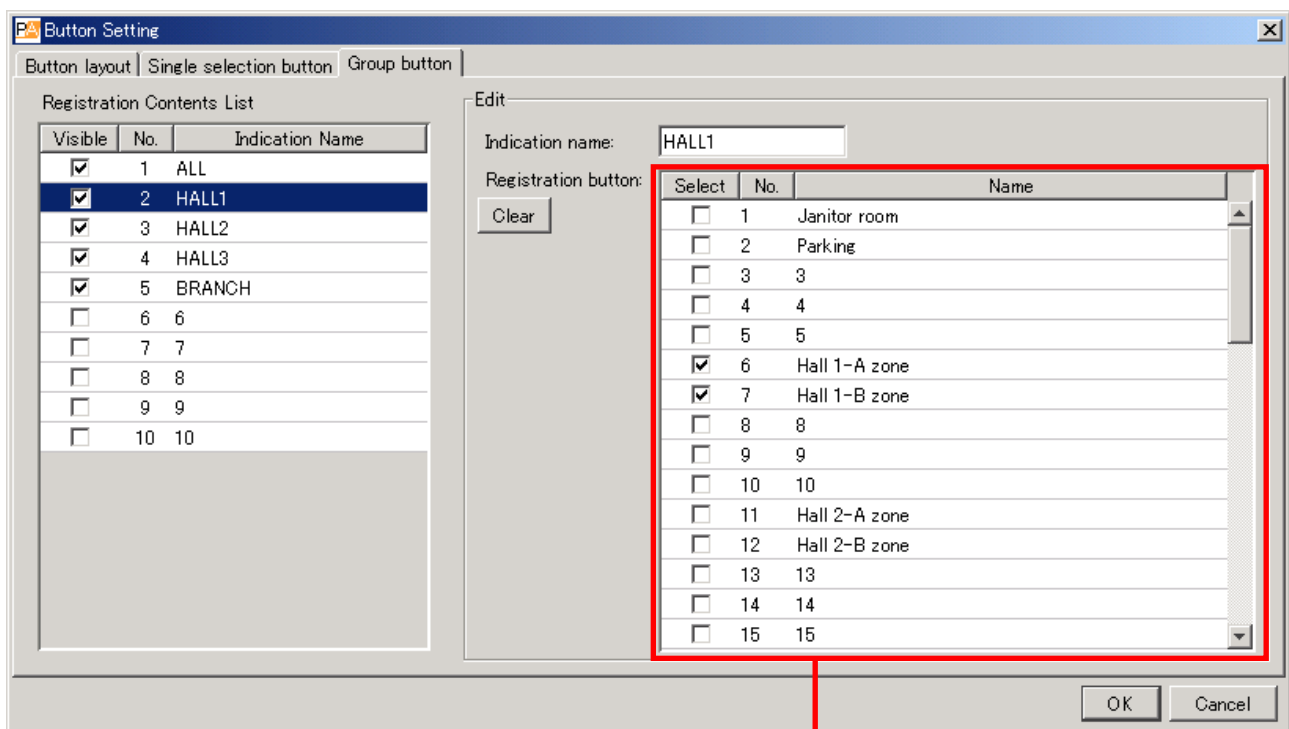 PA Button Setting
Button layout Single selection button Group button
Registration Contents List
Visible No. Indication Name
1 ALL
2 HALL1
3 HALL2
4 HALL3
5 BRANCH
6 6
7 7
8 8
9 9
10 10
Edit
Indication name: HALL1
Registration button:
Clear
Select No. Name
1 Janitor room
2 Parking
3 3
4 4
5 5
6 Hall 1-A zone
7 Hall 1-B zone
8 8
9 9
10 10
11 Hall 2-A zone
12 Hall 2-B zone
13 13
14 14
15 15
OK Cancel